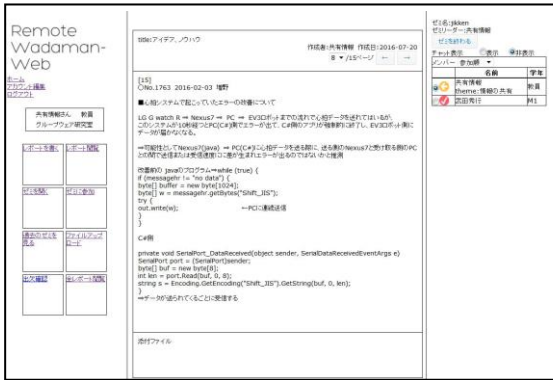 Remote
Wadaman-
Web
ホーム
アカウント編集
ログアウト
共有情報さん 教員
グループウェア研究室
レポートを書く
レポート閲覧
ゼミを開く
ゼミに参加
過去のゼミを見る
ファイルアップロード
出欠確認
全レポート閲覧
title:アイデア、ノウハウ
作成者:共有情報 作成日:2016-07-20
8 ▼ /15ページ ← →
[15]
○No.1763 2016-02-03 増野
■心拍システムで起こっていたエラーの改善について
LG G watch R ⇒ Nexus7 ⇒ PC ⇒ EV3ロボットまでの流れで心拍データを送れてはいるが、
このシステムが10秒経つとPC(C#)側でエラーが出て、C#側のアプリが強制的に終了し、EV3ロボット側に
データが届かなくなる。
⇒可能性としてNexus7(java) ⇒ PC(C#)に心拍データを送る際に、送る側のNexus7と受け取る側のPC
との間で送信または受信速度に差が生まれエラーが出るのではないかと推測
改善前の javaのプログラム⇒while (true) {
if (messagehr != "no data") {
byte[] buffer = new byte[1024];
byte[] w = messagehr.getBytes("Shift_JIS");
try {
out.write(w); ←PCに連続送信
}
}
C#側
private void SerialPort_DataReceived(object sender, SerialDataReceivedEventArgs e)
SerialPort port = (SerialPort)sender;
byte[] buf = new byte[8];
int len = port.Read(buf, 0, 8);
string s = Encoding.GetEncoding("Shift_JIS").GetString(buf, 0, len);
}
⇒データが送られてくるごとに受信する
添付ファイル
ゼミ名:pkken
ゼミリーダー:共有情報
ゼミを終わる
チャット表示 表示 非表示
メンバー 参加順 ▼
名前 学年
共有情報
theme:情報の共有 教員
吉田秀行 M1